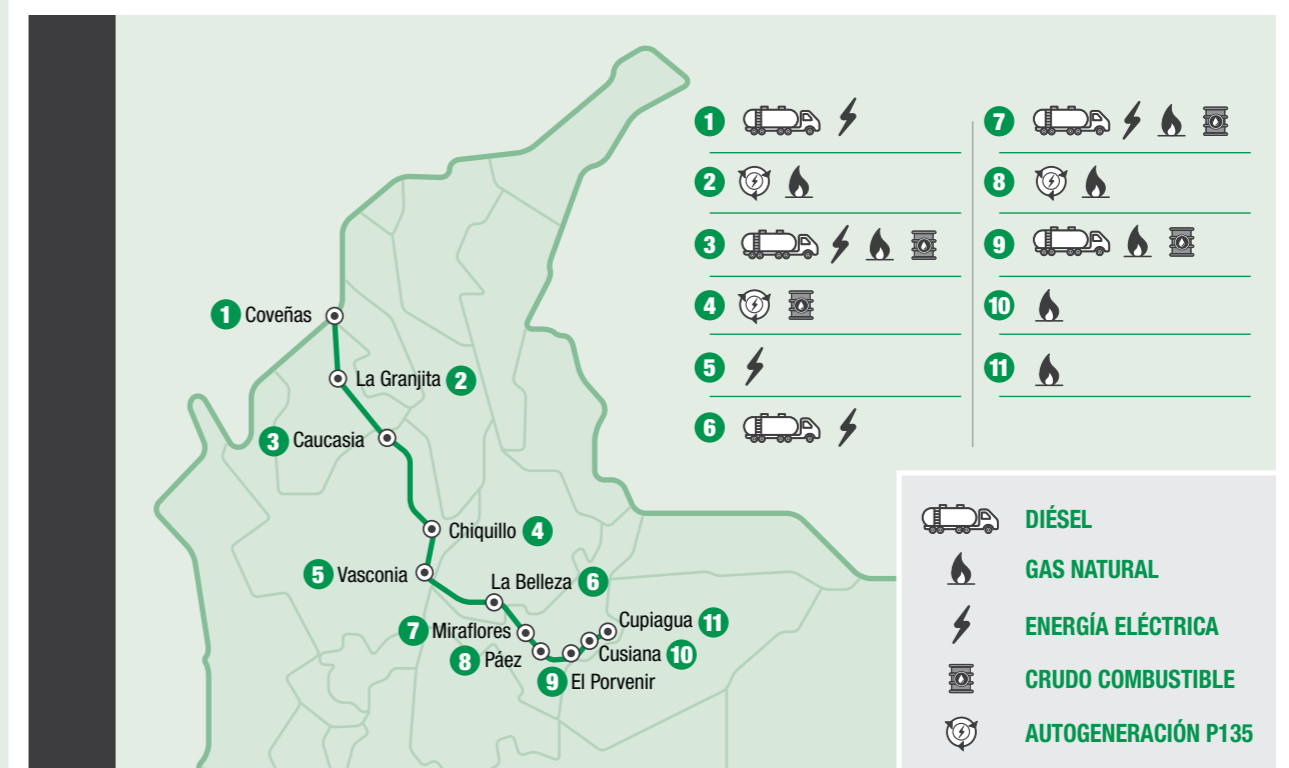 1 Coveñas
La Granjita 2
3 Caucasia
Chiquillo 4
5 Vasconia
La Belleza 6
7 Miraflores
8 Páez
9 El Porvenir
Cusiana 10
Cupiagua 11
1
2
3
4
5
6
7
8
9
10
11
DIÉSEL
GAS NATURAL
ENERGÍA ELÉCTRICA
CRUDO COMBUSTIBLE
AUTOGENERACIÓN P135